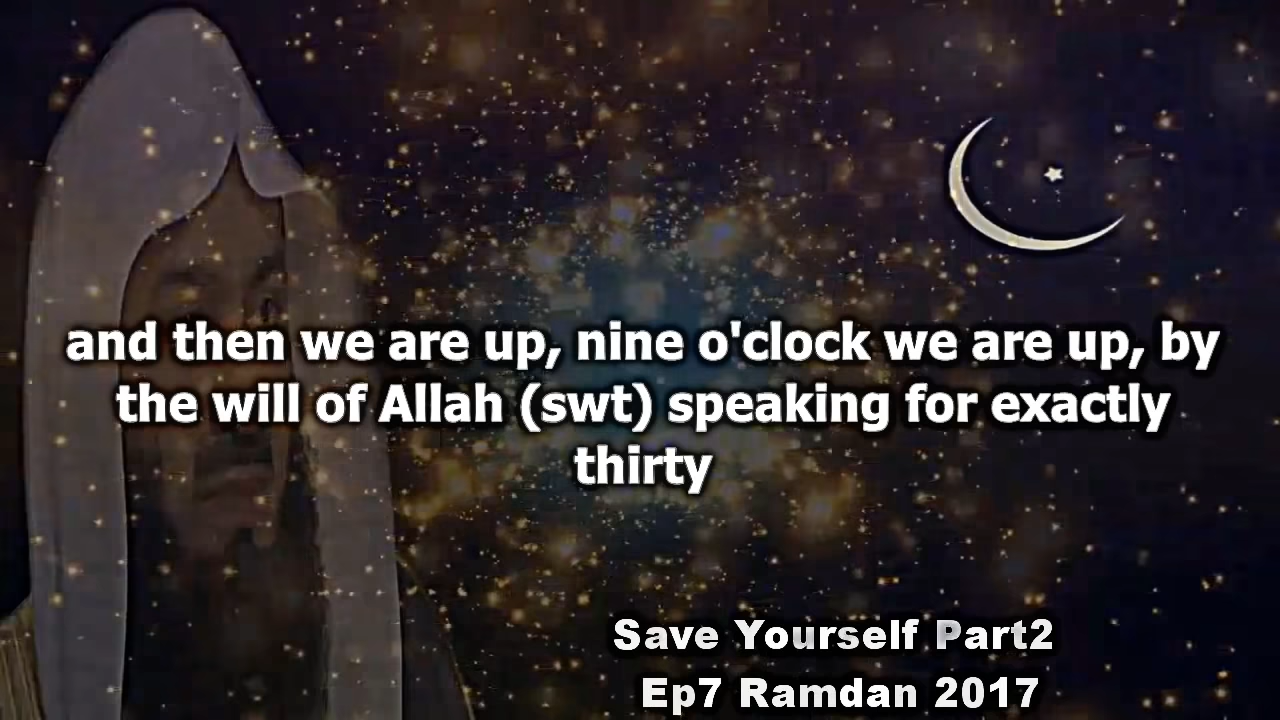 and then we are up, nine o'clock we are up, by
the will of Allah (swt) speaking for exactly
thirty
Save Yourself Part2
Ep7 Ramdan 2017